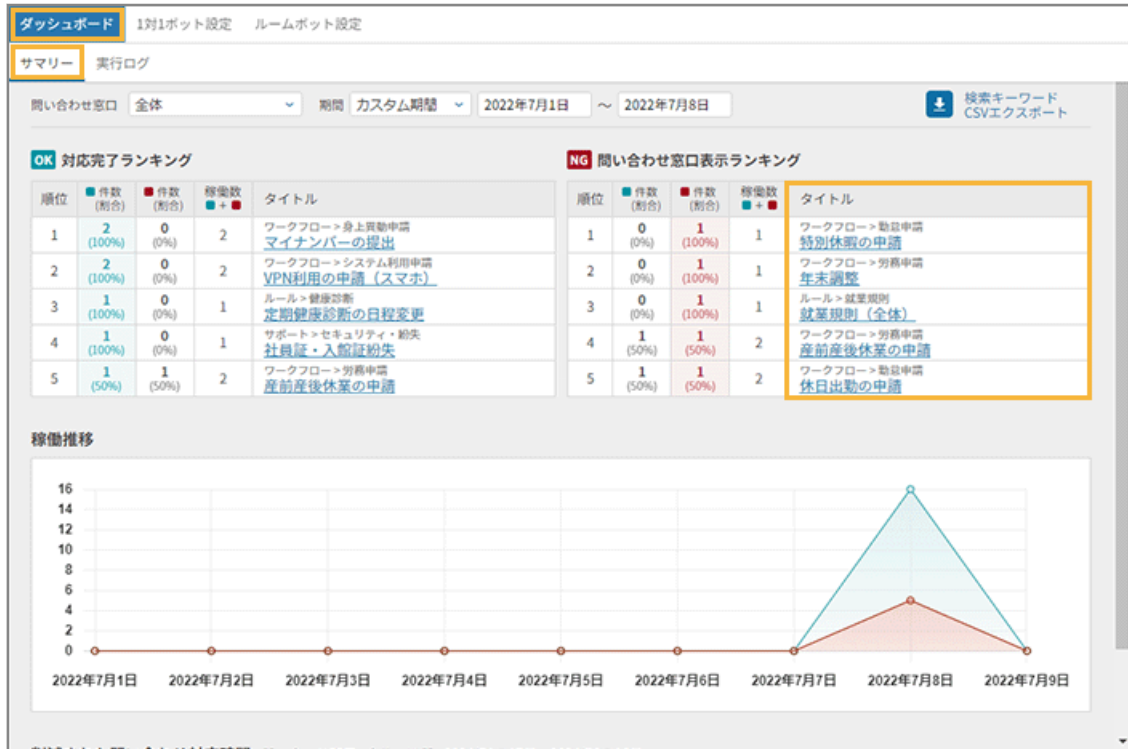 ダッシュボード 1対1ボット設定 ルームボット設定
サマリー 実行ログ
問い合わせ窓口 全体 期間 カスタム期間 2022年7月1日 ～ 2022年7月8日 検索キーワード
CSVエクスポート
OK 対応完了ランキング
順位 件数(割合) 件数(割合) 稼働数 + タイトル
1 2 (100%) 0 (0%) 2 ワークフロー > 身上異動申請
マイナンバーの提出
2 2 (100%) 0 (0%) 2 ワークフロー > システム利用申請
VPN利用の申請（スマホ）
3 1 (100%) 0 (0%) 1 ルール > 健康診断
定期健康診断の日程変更
4 1 (100%) 0 (0%) 1 サポート > セキュリティ・紛失
社員証・入館証紛失
5 1 (50%) 1 (50%) 2 ワークフロー > 労務申請
産前産後休業の申請
NG 問い合わせ窓口表示ランキング
順位 件数(割合) 件数(割合) 稼働数 + タイトル
1 0 (0%) 1 (100%) 1 ワークフロー > 勤怠申請
特別休暇の申請
2 0 (0%) 1 (100%) 1 ワークフロー > 労務申請
年末調整
3 0 (0%) 1 (100%) 1 ルール > 就業規則
就業規則（全体）
4 1 (50%) 1 (50%) 2 ワークフロー > 労務申請
産前産後休業の申請
5 1 (50%) 1 (50%) 2 ワークフロー > 勤怠申請
休日出勤の申請
稼働推移
16
14
12
10
8
6
4
2
0
2022年7月1日 2022年7月2日 2022年7月3日 2022年7月4日 2022年7月5日 2022年7月6日 2022年7月7日 2022年7月8日 2022年7月9日